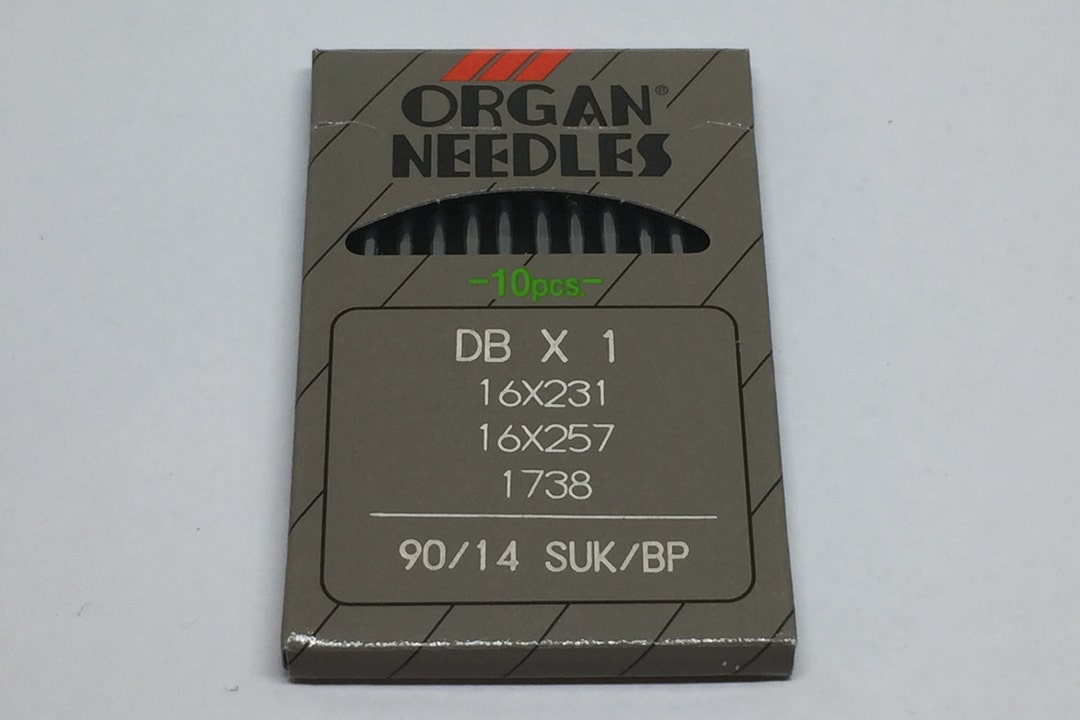 ORGAN®
NEEDLES
-10pcs.-
DB X 1
16X231
16X257
1738
90/14 SUK/BP